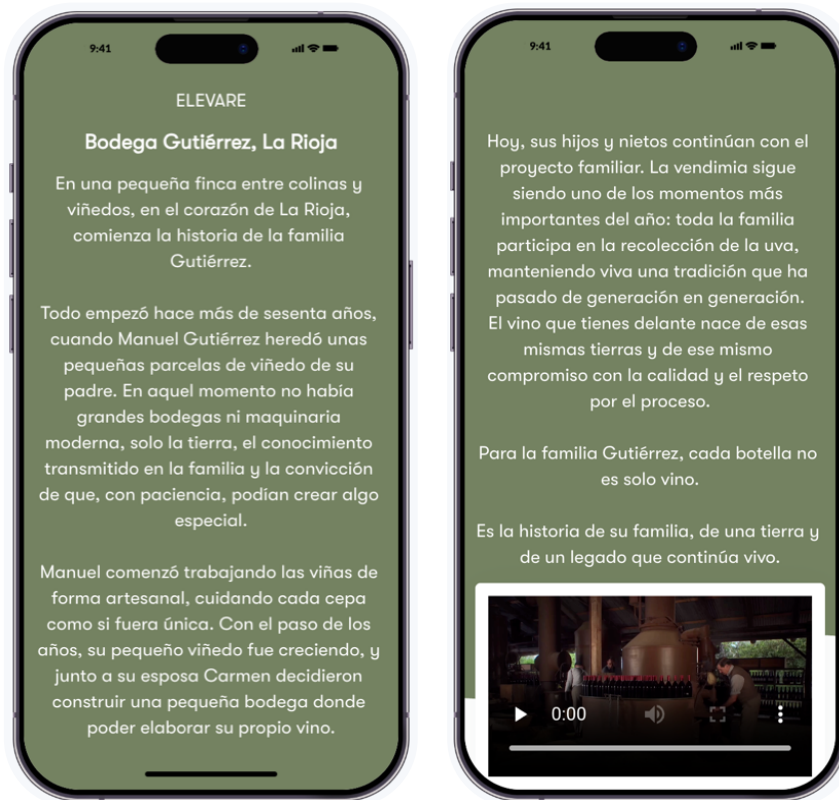 9:41
ELEVARE
Bodega Gutiérrez, La Rioja
En una pequeña finca entre colinas y
viñedos, en el corazón de La Rioja,
comienza la historia de la familia
Gutiérrez.
Todo empezó hace más de sesenta años,
cuando Manuel Gutiérrez heredó unas
pequeñas parcelas de viñedo de su
padre. En aquel momento no había
grandes bodegas ni maquinaria
moderna, solo la tierra, el conocimiento
transmitido en la familia y la convicción
de que, con paciencia, podían crear algo
especial.
Manuel comenzó trabajando las viñas de
forma artesanal, cuidando cada cepa
como si fuera única. Con el paso de los
años, su pequeño viñedo fue creciendo, y
junto a su esposa Carmen decidieron
construir una pequeña bodega donde
poder elaborar su propio vino.
9:41
Hoy, sus hijos y nietos continúan con el
proyecto familiar. La vendimia sigue
siendo uno de los momentos más
importantes del año: toda la familia
participa en la recolección de la uva,
manteniendo viva una tradición que ha
pasado de generación en generación.
El vino que tienes delante nace de esas
mismas tierras y de ese mismo
compromiso con la calidad y el respeto
por el proceso.
Para la familia Gutiérrez, cada botella no
es solo vino.
Es la historia de su familia, de una tierra y
de un legado que continúa vivo.
0:00